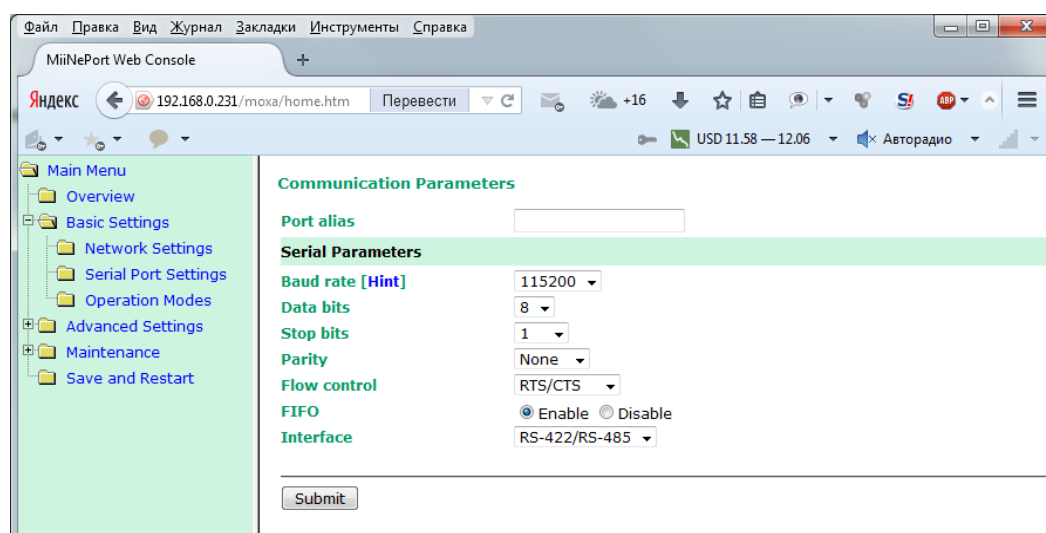 Файл Правка Вид Журнал Закладки Инструменты Справка
MiiNePort Web Console
Яндекс 192.168.0.231/moxa/home.htm Перевести +16 S! ABP
USD 11.58 — 12.06 Авторадио
Main Menu
Overview
Basic Settings
Network Settings
Serial Port Settings
Operation Modes
Advanced Settings
Maintenance
Save and Restart
Communication Parameters
Port alias
Serial Parameters
Baud rate [Hint] 115200
Data bits 8
Stop bits 1
Parity None
Flow control RTS/CTS
FIFO Enable Disable
Interface RS-422/RS-485
Submit